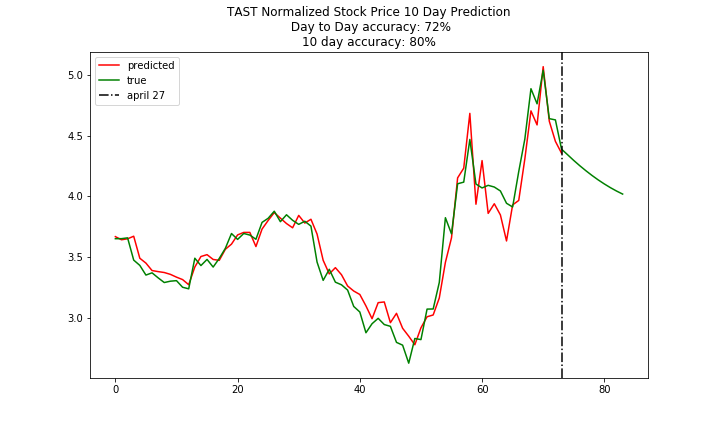 TAST Normalized Stock Price 10 Day Prediction
Day to Day accuracy: 72%
10 day accuracy: 80%
predicted
true
april 27
5.0
4.5
4.0
3.5
3.0
0 20 40 60 80